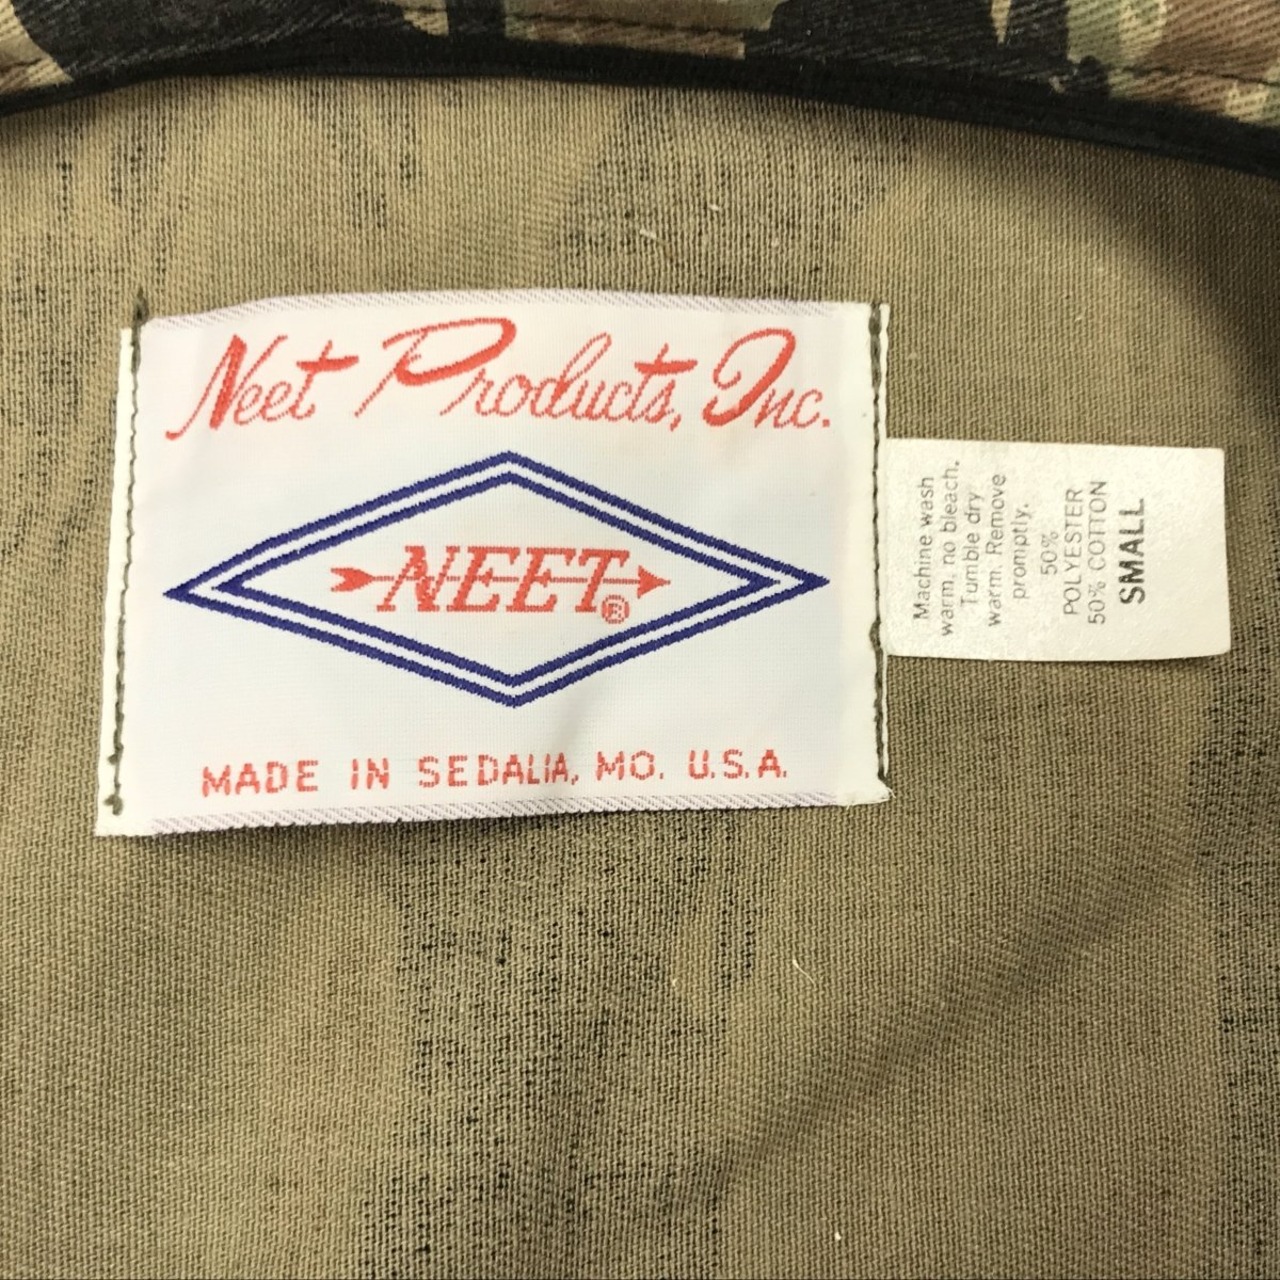 Neet Products, Inc.
NEET®
MADE IN SEDALIA, MO. U.S.A.
Machine wash
warm, no bleach.
Tumble dry
warm. Remove
promptly.
50%
POLYESTER
50% COTTON
SMALL